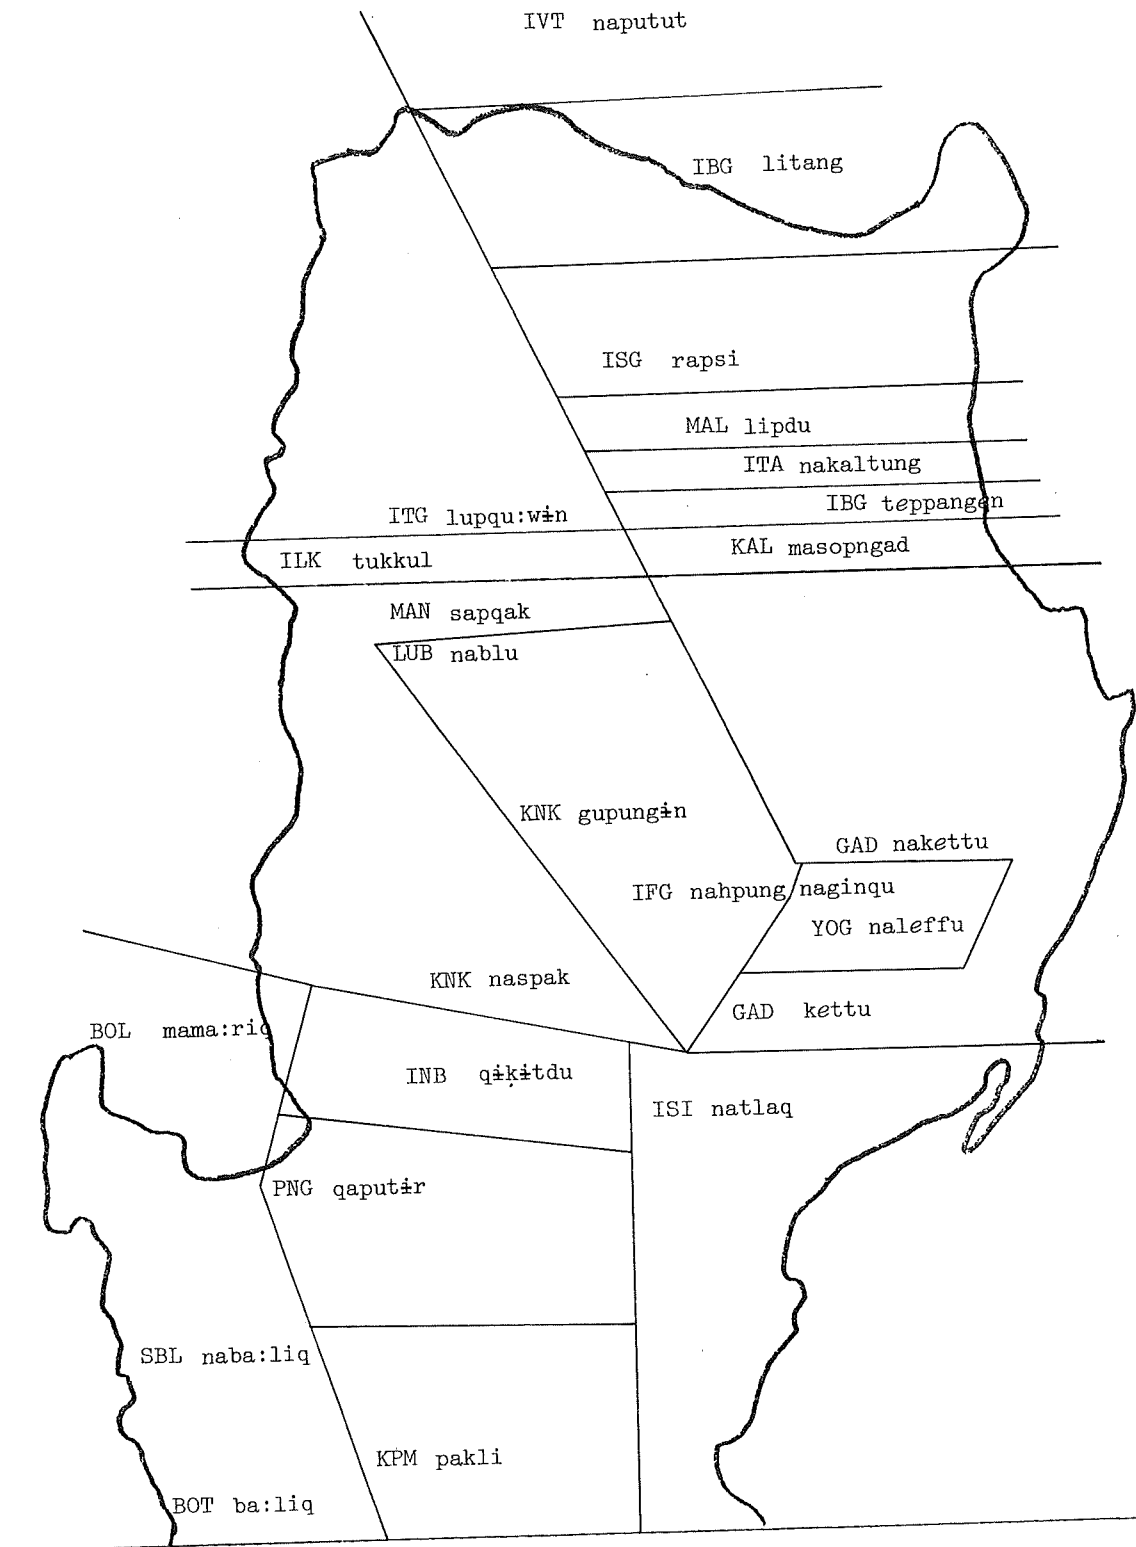 IVT naputut
IBG litang
ISG rapsi
MAL lipdu
ITA nakaltung
IBG teppangen
ITG lupqu:wɨn
KAL masopngad
ILK tukkul
MAN sapqak
LUB nablu
KNK gupungɨn
GAD nakettu
IFG nahpung/naginqu
YOG naleffu
KNK naspak
GAD kettu
BOL mama:riq
INB qɨḳɨtdu
ISI natlaq
PNG qaputɨr
SBL naba:liq
KPM pakli
BOT ba:liq